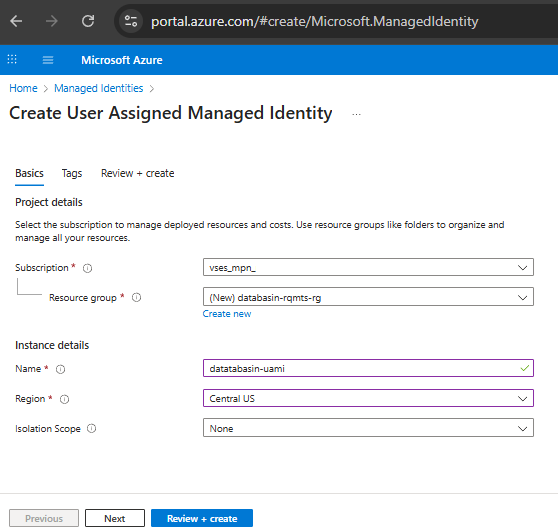 portal.azure.com/#create/Microsoft.ManagedIdentity
Microsoft Azure
Home > Managed Identities >
Create User Assigned Managed Identity ...
Basics Tags Review + create
Project details
Select the subscription to manage deployed resources and costs. Use resource groups like folders to organize and
manage all your resources.
Subscription * vses_mpn_
Resource group * (New) databasin-rqmts-rg
Create new
Instance details
Name * datatabasin-uami
Region * Central US
Isolation Scope None
Previous Next Review + create